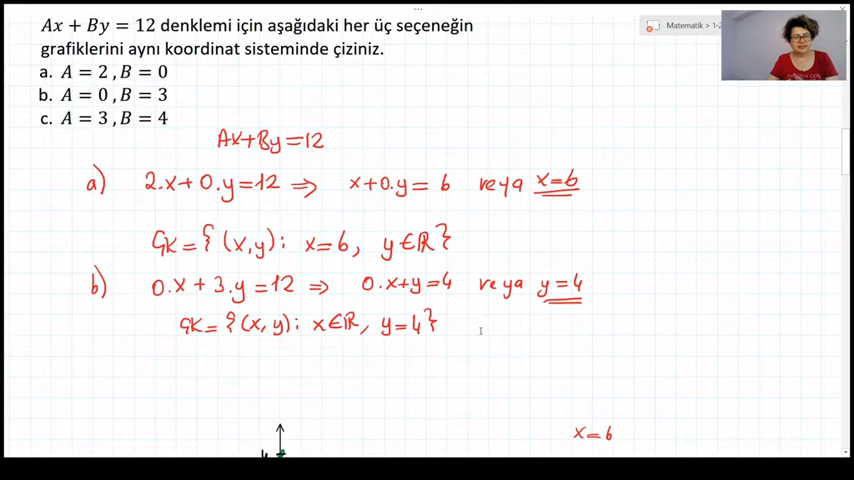 Ax + By = 12 denklemi için aşağıdaki her üç seçeneğin
grafiklerini aynı koordinat sisteminde çiziniz.
a. A = 2 , B = 0
b. A = 0 , B = 3
c. A = 3 , B = 4
Matematik > 1-2
Ax+By=12
a) 2.x+0.y=12 ⇒ x+0.y=6 veya x=6
ÇK={(x,y): x=6, y∈ℝ}
b) 0.x+3.y=12 ⇒ 0.x+y=4 veya y=4
ÇK={(x,y): x∈ℝ, y=4}
x=6